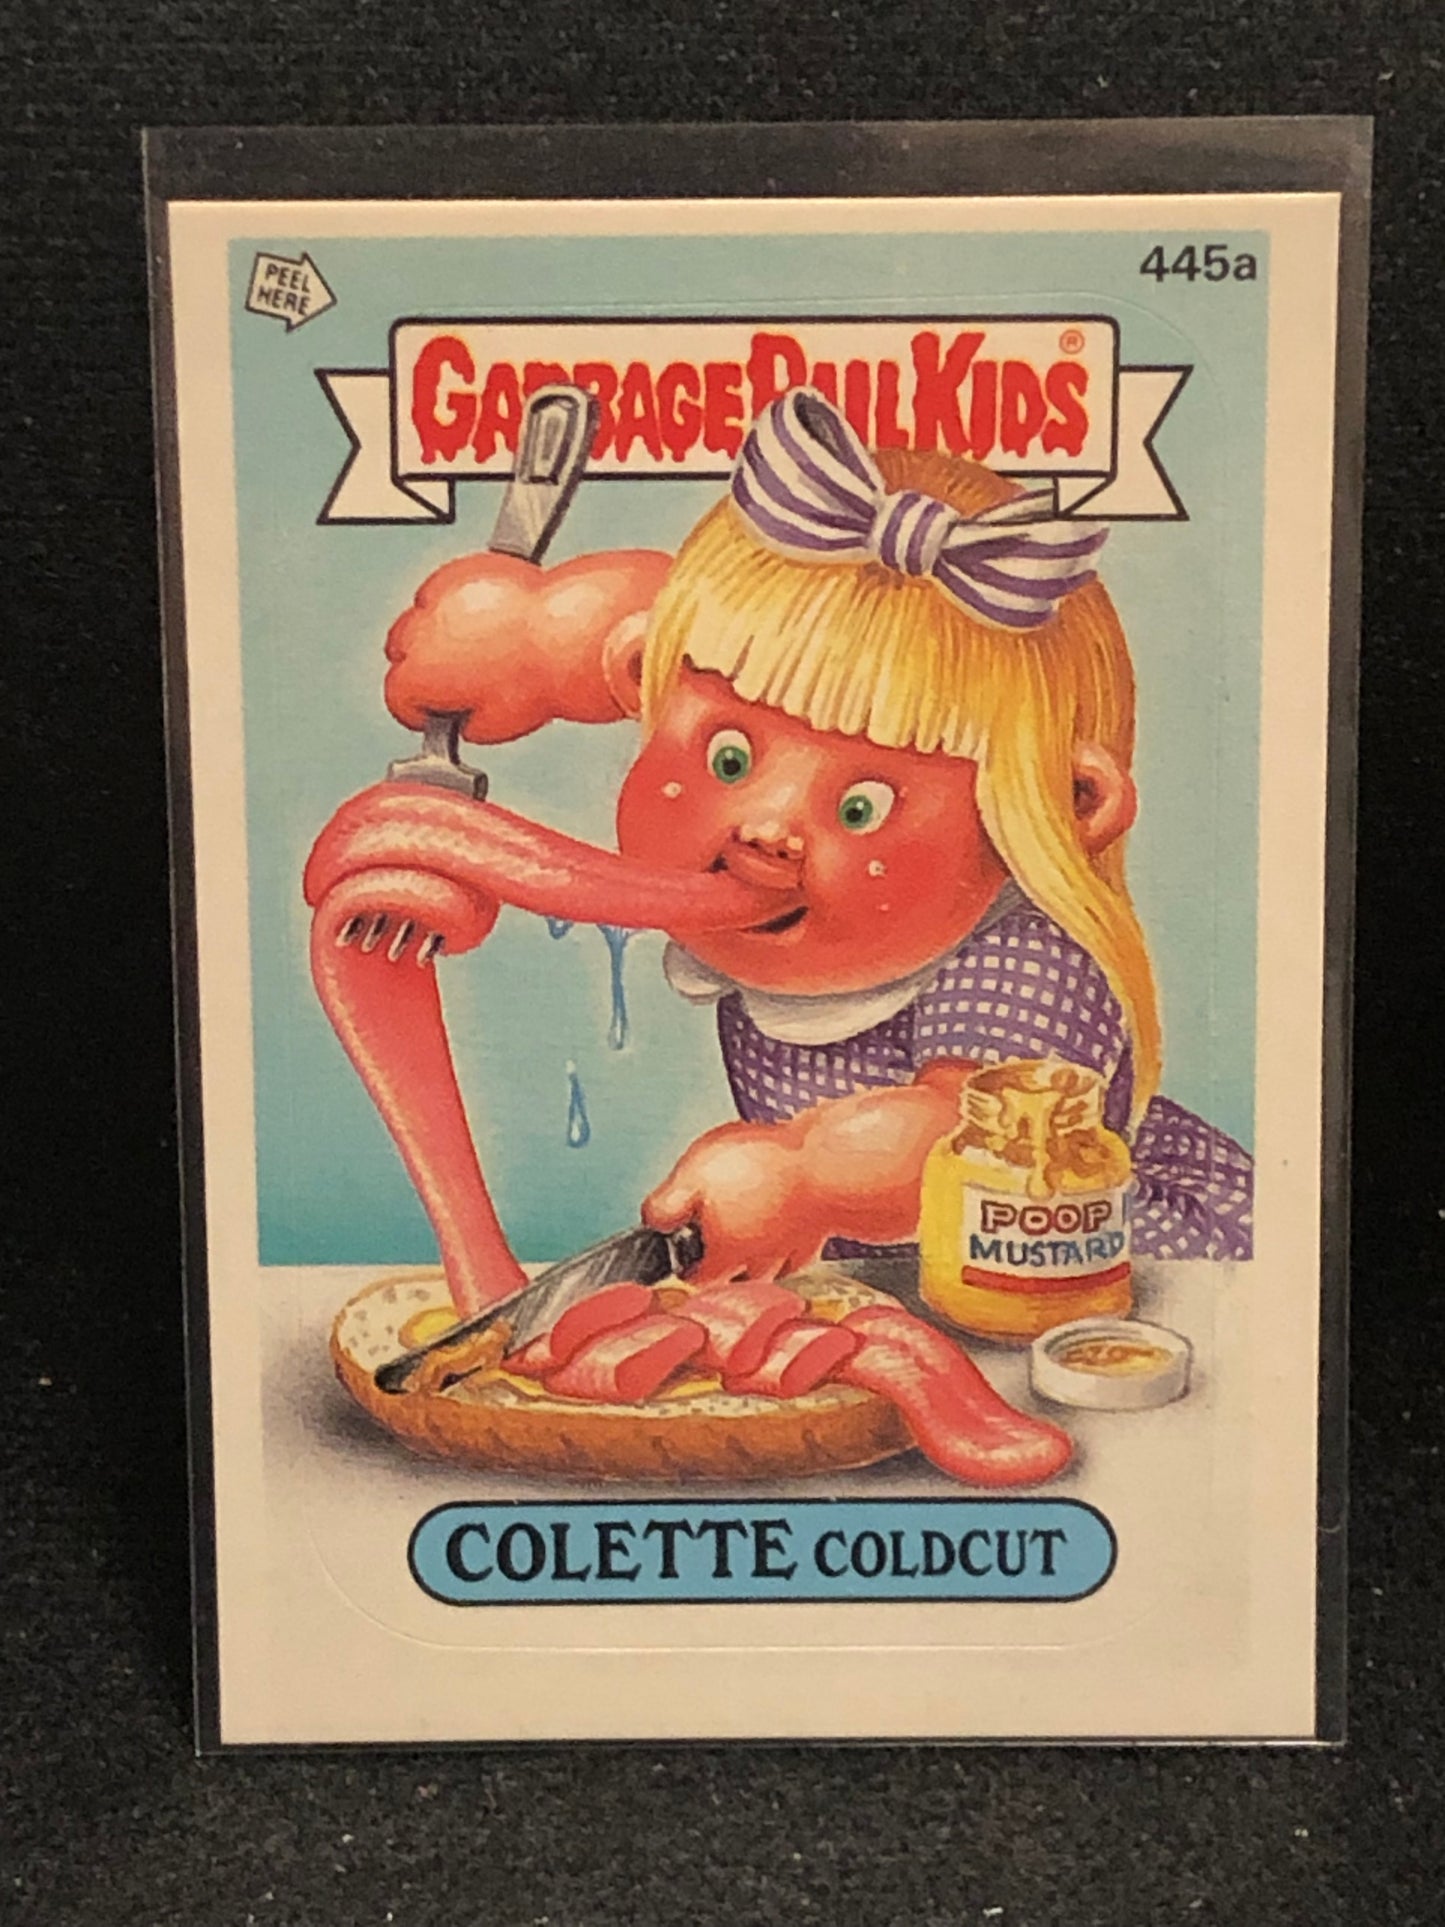 PEEL
HERE
445a
GARBAGE PAIL KIDS®
POOP
MUSTARD
COLETTE COLDCUT